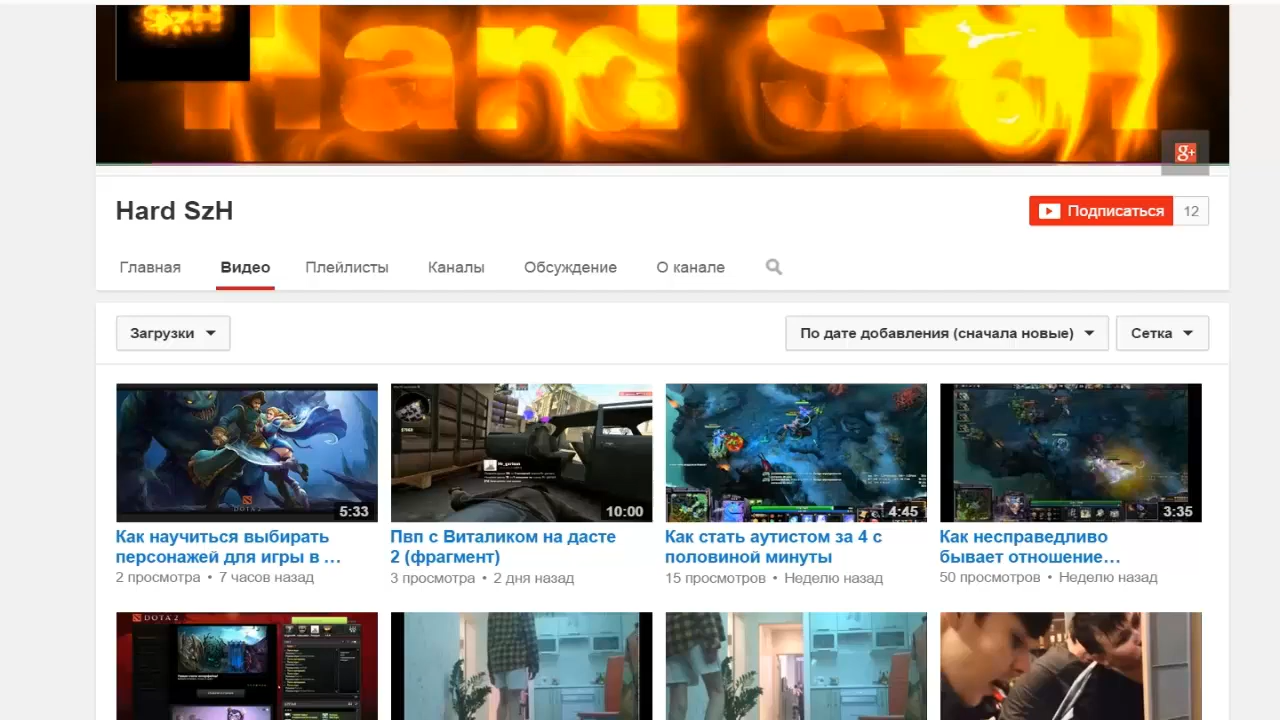 SzH
Hard SzH
g+
Hard SzH
Подписаться
12
Главная
Видео
Плейлисты
Каналы
Обсуждение
О канале
Загрузки
По дате добавления (сначала новые)
Сетка
DOTA 2
5:33
10:00
4:45
3:35
Как научиться выбирать
персонажей для игры в ...
2 просмотра • 7 часов назад
Пвп с Виталиком на дасте
2 (фрагмент)
3 просмотра • 2 дня назад
Как стать аутистом за 4 с
половиной минуты
15 просмотров • Неделю назад
Как несправедливо
бывает отношение...
50 просмотров • Неделю назад
DOTA 2